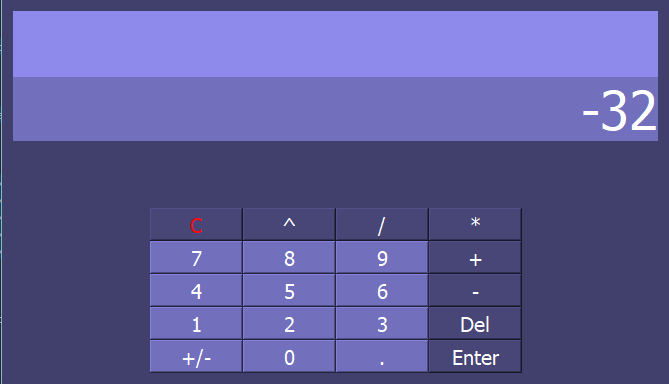 -32
C ^ / *
7 8 9 +
4 5 6 -
1 2 3 Del
+/- 0 . Enter